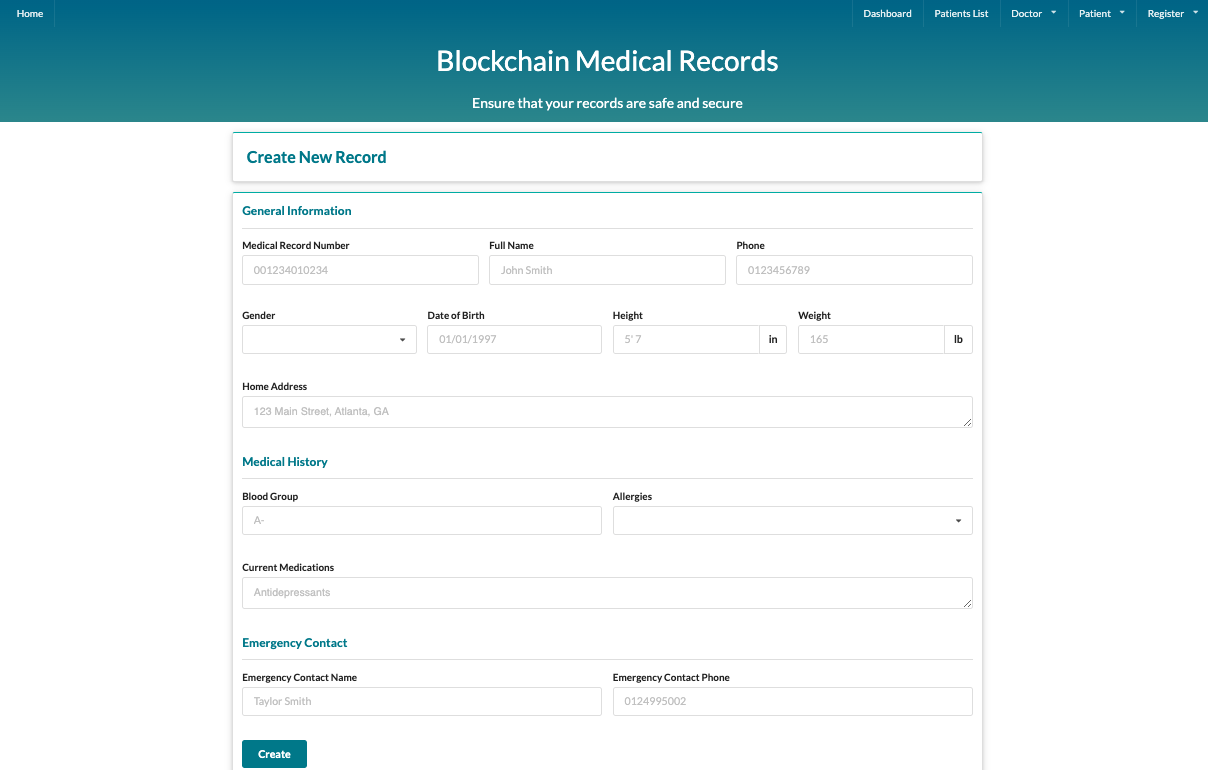 Home Dashboard Patients List Doctor Patient Register
Blockchain Medical Records
Ensure that your records are safe and secure
Create New Record
General Information
Medical Record Number Full Name Phone
001234010234 John Smith 0123456789
Gender Date of Birth Height Weight
01/01/1997 5' 7 in 165 lb
Home Address
123 Main Street, Atlanta, GA
Medical History
Blood Group Allergies
A-
Current Medications
Antidepressants
Emergency Contact
Emergency Contact Name Emergency Contact Phone
Taylor Smith 0124995002
Create